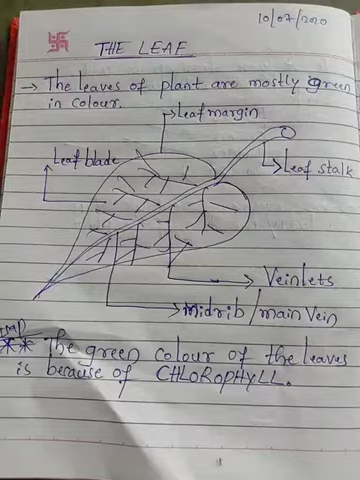 10/07/2020
THE LEAF
→ The leaves of plant are mostly green
in colour.
Leaf margin
Leaf blade
Leaf stalk
Veinlets
midrib/main Vein
IMP
** The green colour of the leaves
is because of CHLOROPHYLL.